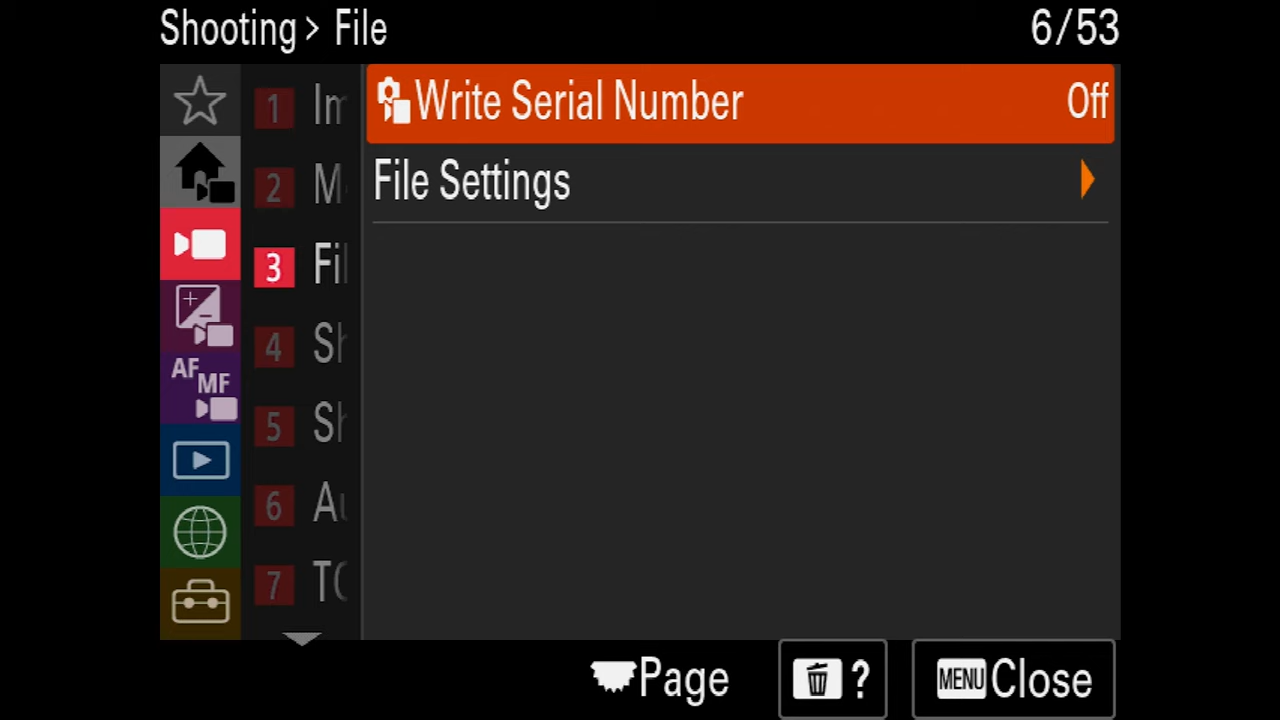 Shooting > File 6/53
Write Serial Number Off
File Settings
AF MF
1
2
3
4
5
6
7
Page
?
MENU Close